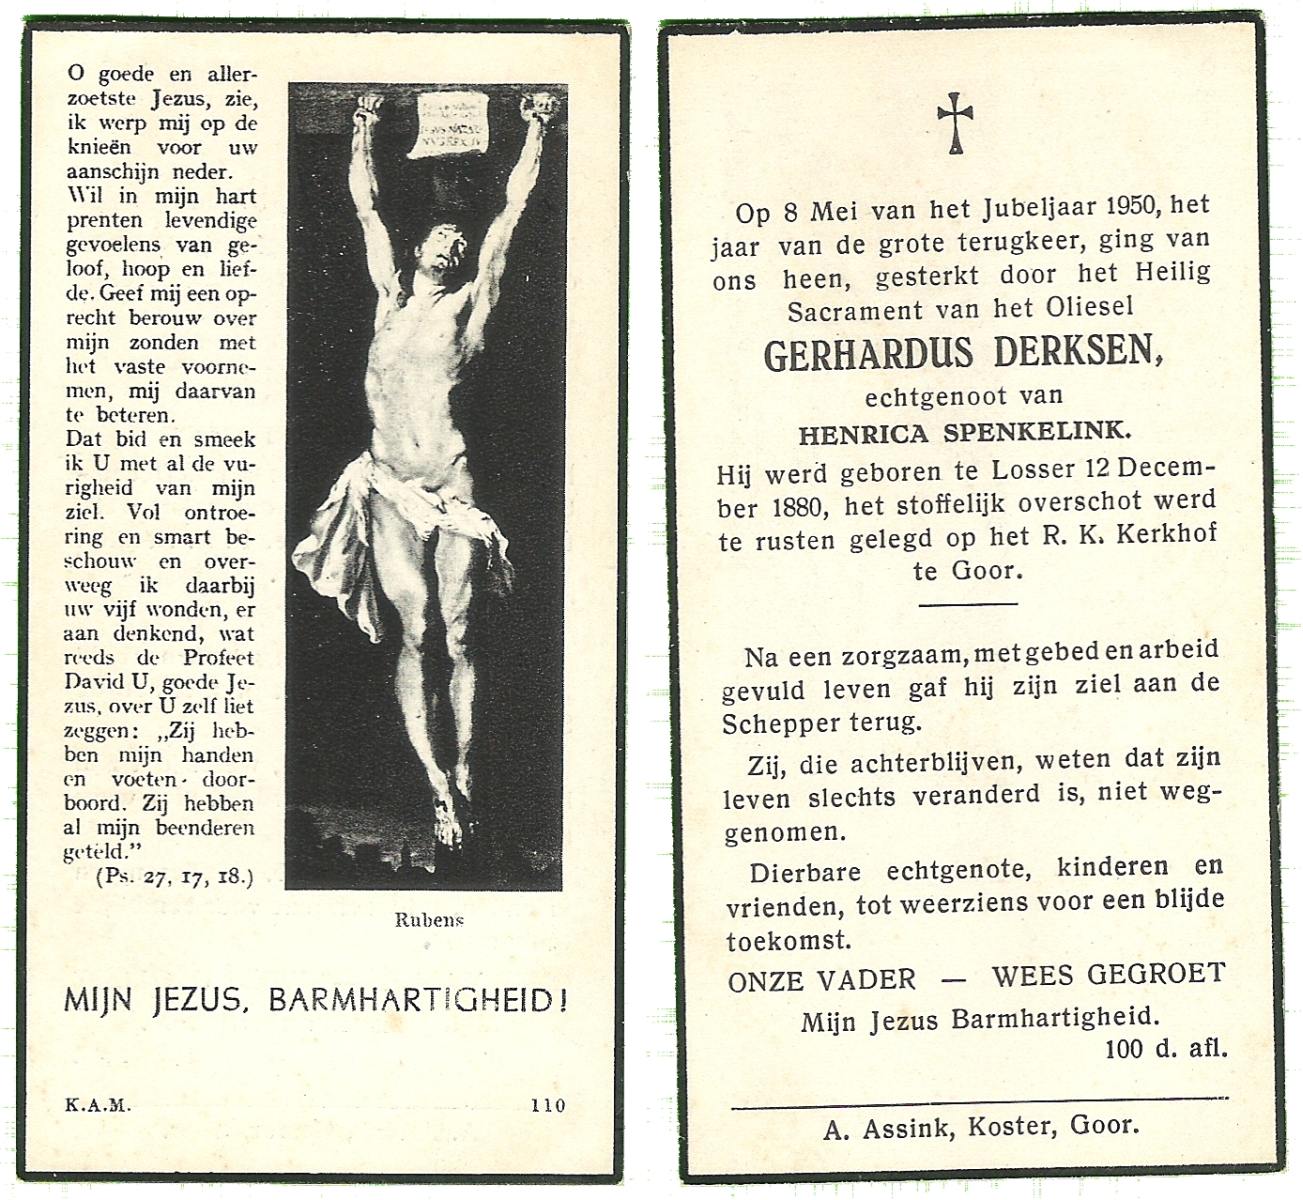 O goede en aller-
zoetste Jezus, zie,
ik werp mij op de
knieën voor uw
aanschijn neder.
Wil in mijn hart
prenten levendige
gevoelens van ge-
loof, hoop en lief-
de. Geef mij een op-
recht berouw over
mijn zonden met
het vaste voorne-
men, mij daarvan
te beteren.
Dat bid en smeek
ik U met al de vu-
righeid van mijn
ziel. Vol ontroe-
ring en smart be-
schouw en over-
weeg ik daarbij
uw vijf wonden, er
aan denkend, wat
reeds de Profeet
David U, goede Je-
zus, over U zelf liet
zeggen: „Zij heb-
ben mijn handen
en voeten door-
boord. Zij hebben
al mijn beenderen
geteld.”
(Ps. 27, 17, 18.)
Rubens
MIJN JEZUS, BARMHARTIGHEID!
K.A.M. 110
Op 8 Mei van het Jubeljaar 1950, het
jaar van de grote terugkeer, ging van
ons heen, gesterkt door het Heilig
Sacrament van het Oliesel
GERHARDUS DERKSEN,
echtgenoot van
HENRICA SPENKELINK.
Hij werd geboren te Losser 12 Decem-
ber 1880, het stoffelijk overschot werd
te rusten gelegd op het R. K. Kerkhof
te Goor.
Na een zorgzaam, met gebed en arbeid
gevuld leven gaf hij zijn ziel aan de
Schepper terug.
Zij, die achterblijven, weten dat zijn
leven slechts veranderd is, niet weg-
genomen.
Dierbare echtgenote, kinderen en
vrienden, tot weerziens voor een blijde
toekomst.
ONZE VADER — WEES GEGROET
Mijn Jezus Barmhartigheid.
100 d. afl.
A. Assink, Koster, Goor.